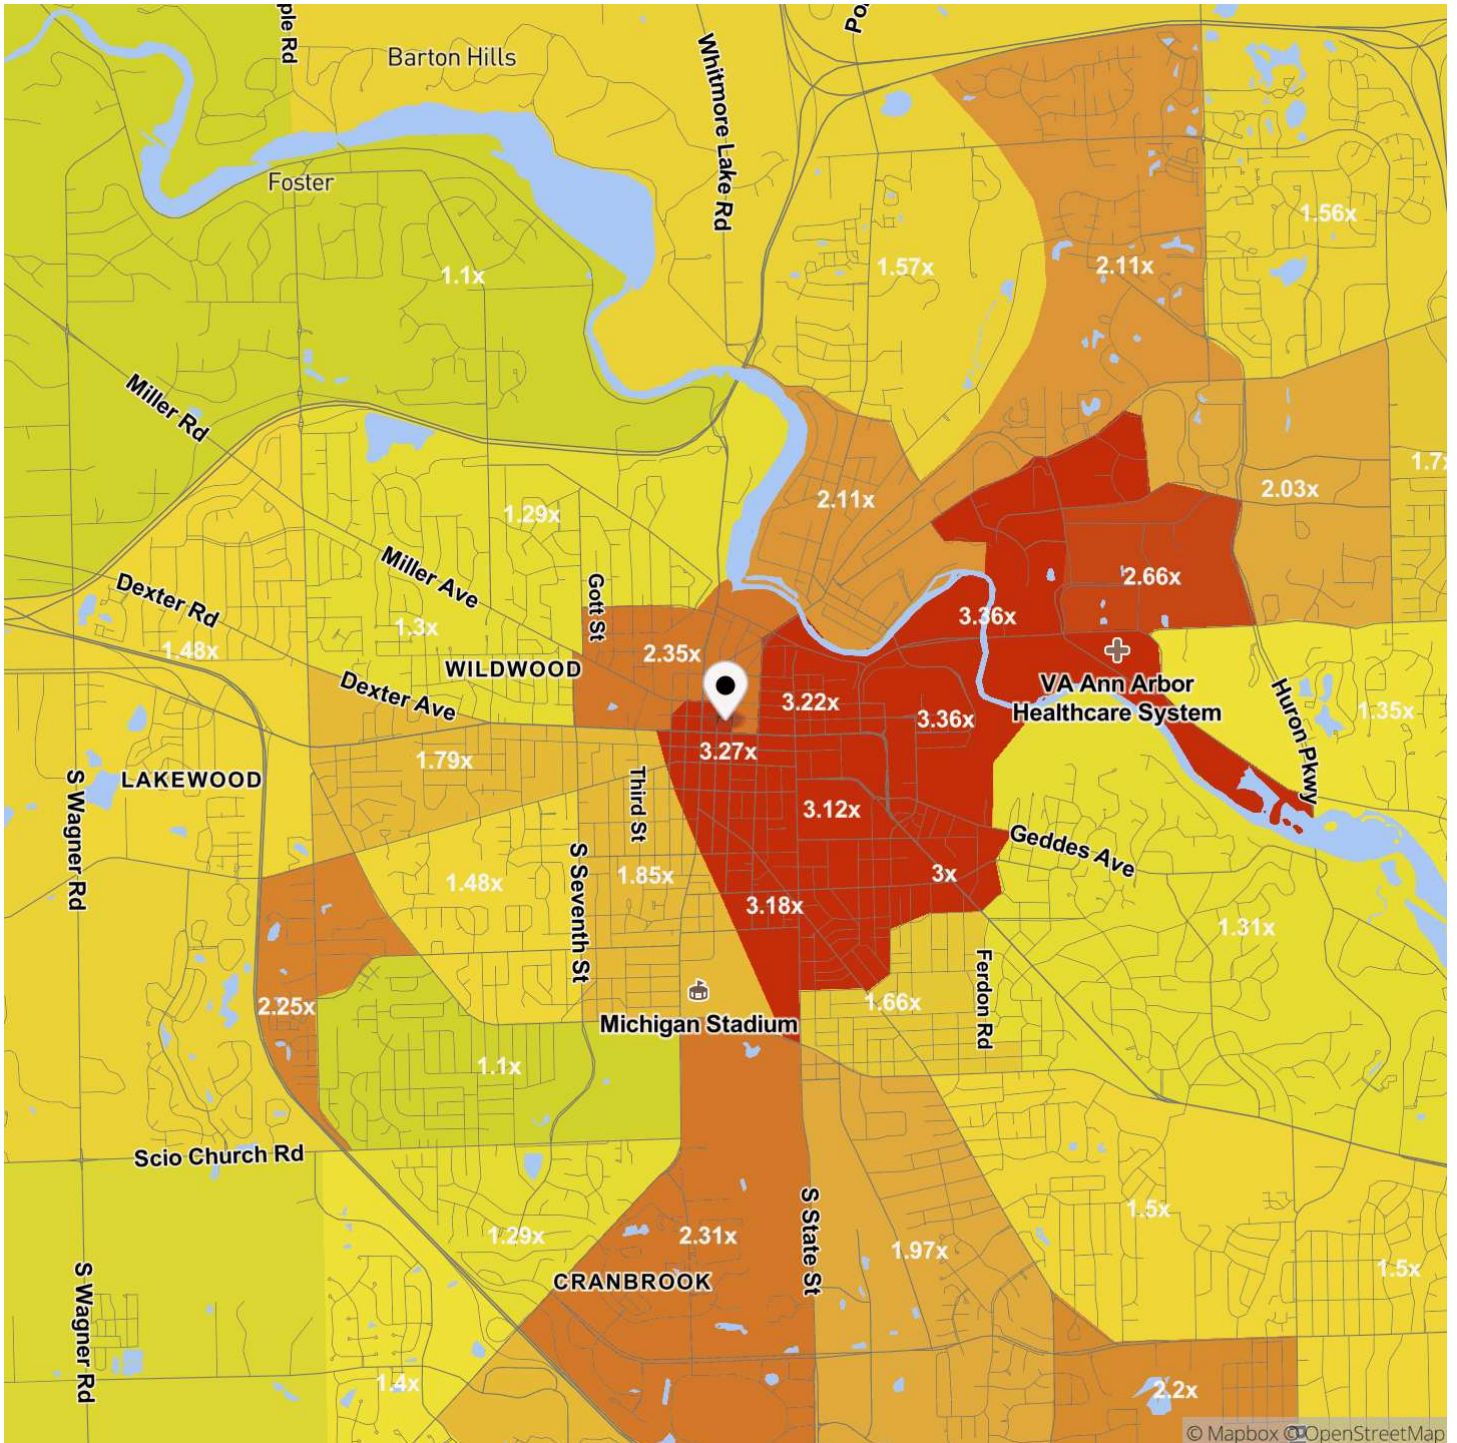 ple Rd
Po
Barton Hills
Whitmore Lake Rd
Foster
1.56x
1.1x
1.57x
2.11x
Miller Rd
1.7x
2.03x
2.11x
1.29x
Miller Ave
Dexter Rd
Gott St
2.66x
3.36x
1.3x
1.48x
2.35x
WILDWOOD
Dexter Ave
VA Ann Arbor
Healthcare System
3.22x
3.36x
Huron Pkwy
1.35x
3.27x
1.79x
LAKEWOOD
S Wagner Rd
Third St
3.12x
Geddes Ave
S Seventh St
1.48x
1.85x
3x
3.18x
1.31x
Ferdon Rd
2.25x
1.66x
Michigan Stadium
1.1x
Scio Church Rd
S State St
1.5x
1.29x
2.31x
1.97x
1.5x
CRANBROOK
S Wagner Rd
1.4x
2.2x
© Mapbox © OpenStreetMap